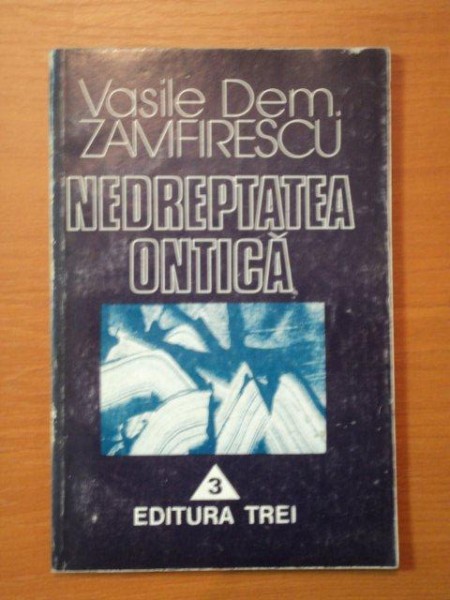 Vasile Dem.
ZAMFIRESCU
NEDREPTATEA
ONTICĂ
3
EDITURA TREI